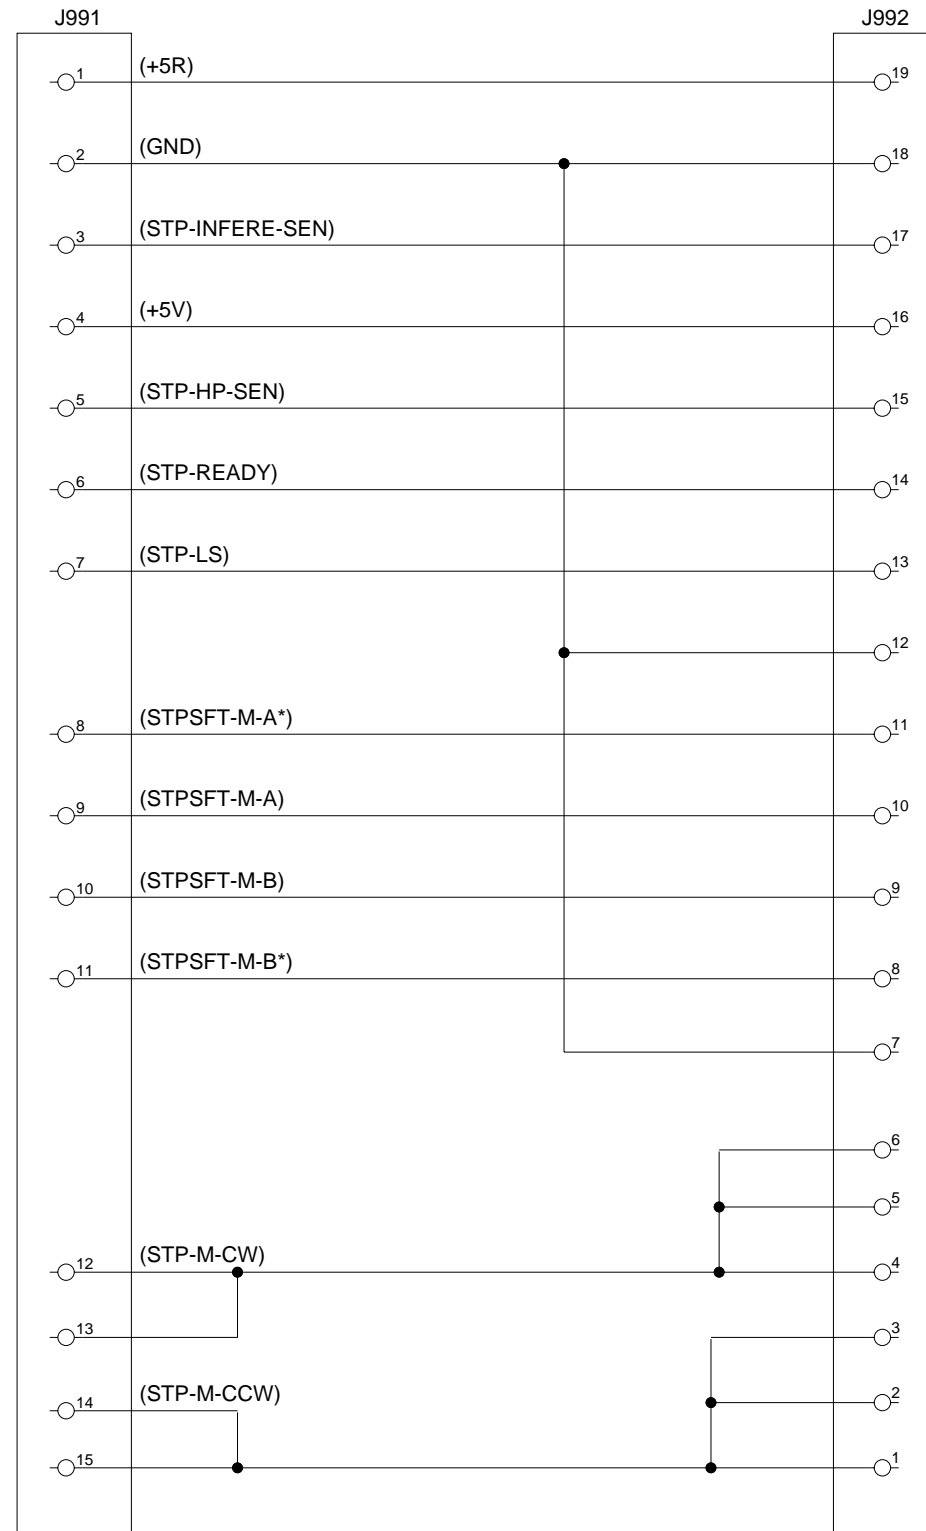 J991 J992
1 (+5R) 19
2 (GND) 18
3 (STP-INFERE-SEN) 17
4 (+5V) 16
5 (STP-HP-SEN) 15
6 (STP-READY) 14
7 (STP-LS) 13
12
8 (STPSFT-M-A*) 11
9 (STPSFT-M-A) 10
10 (STPSFT-M-B) 9
11 (STPSFT-M-B*) 8
7
6
5
12 (STP-M-CW) 4
13 3
14 (STP-M-CCW) 2
15 1